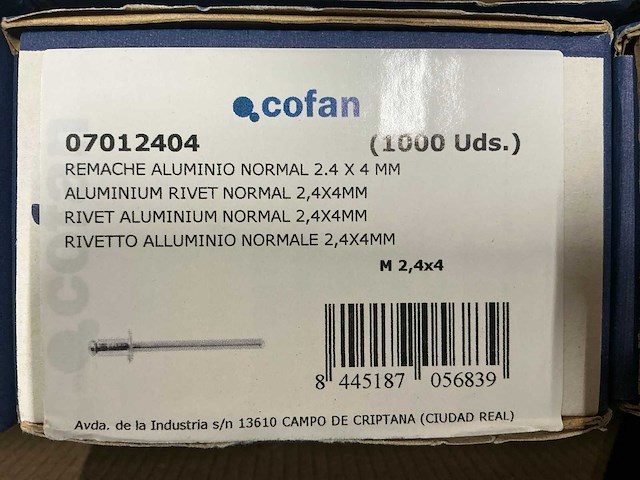 cofan
07012404 (1000 Uds.)
REMACHE ALUMINIO NORMAL 2.4 X 4 MM
ALUMINIUM RIVET NORMAL 2,4X4MM
RIVET ALUMINIUM NORMAL 2,4X4MM
RIVETTO ALLUMINIO NORMALE 2,4X4MM
M 2,4x4
8 445187 056839
Avda. de la Industria s/n 13610 CAMPO DE CRIPTANA (CIUDAD REAL)
cofan